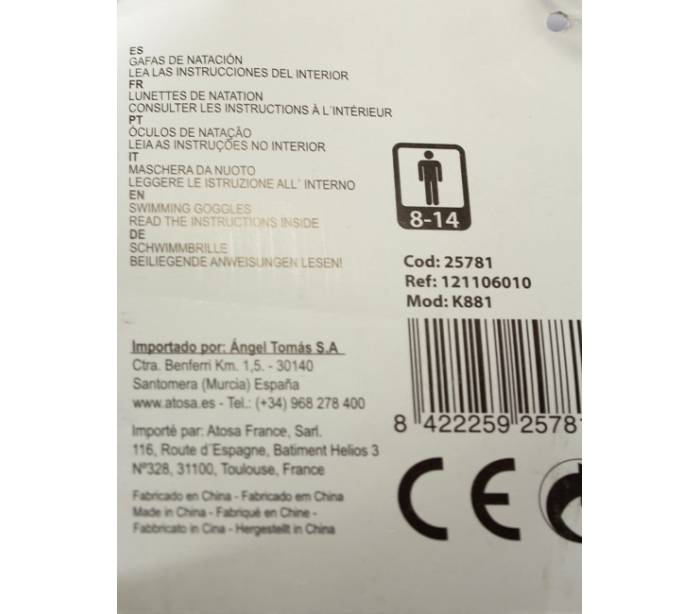 ES
GAFAS DE NATACIÓN
LEA LAS INSTRUCCIONES DEL INTERIOR
FR
LUNETTES DE NATATION
CONSULTER LES INSTRUCTIONS À L´INTÉRIEUR
PT
ÓCULOS DE NATAÇÃO
LEIA AS INSTRUÇÕES NO INTERIOR
IT
MASCHERA DA NUOTO
LEGGERE LE ISTRUZIONE ALL´ INTERNO
EN
SWIMMING GOGGLES
READ THE INSTRUCTIONS INSIDE
DE
SCHWIMMBRILLE
BEILIEGENDE ANWEISUNGEN LESEN!
8-14
Cod: 25781
Ref: 121106010
Mod: K881
8 422259 25781
Importado por: Ángel Tomás S.A
Ctra. Benferri Km. 1,5. - 30140
Santomera (Murcia) España
www.atosa.es - Tel.: (+34) 968 278 400
Importé par: Atosa France, Sarl.
116, Route d´Espagne, Batiment Helios 3
Nº328, 31100, Toulouse, France
Fabricado en China - Fabricado em China
Made in China - Fabriqué en Chine -
Fabbricato in Cina - Hergestellt in China
CE